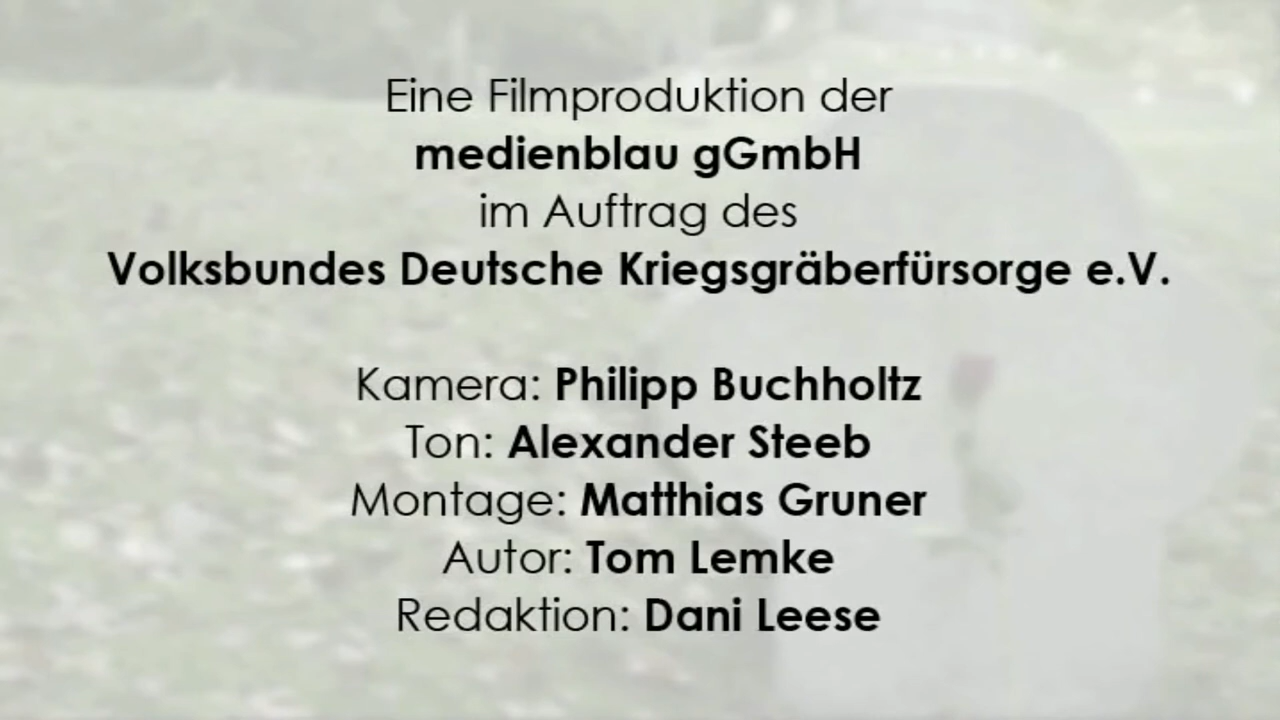 Eine Filmproduktion der
medienblau gGmbH
im Auftrag des
Volksbundes Deutsche Kriegsgräberfürsorge e.V.
Kamera: Philipp Buchholtz
Ton: Alexander Steeb
Montage: Matthias Gruner
Autor: Tom Lemke
Redaktion: Dani Leese